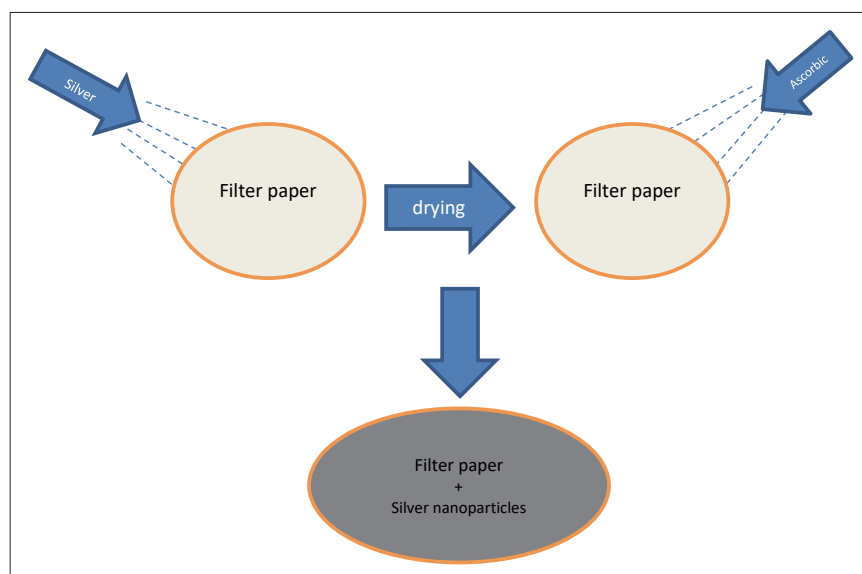 Silver
Ascorbic
Filter paper
drying
Filter paper
Filter paper
+
Silver nanoparticles